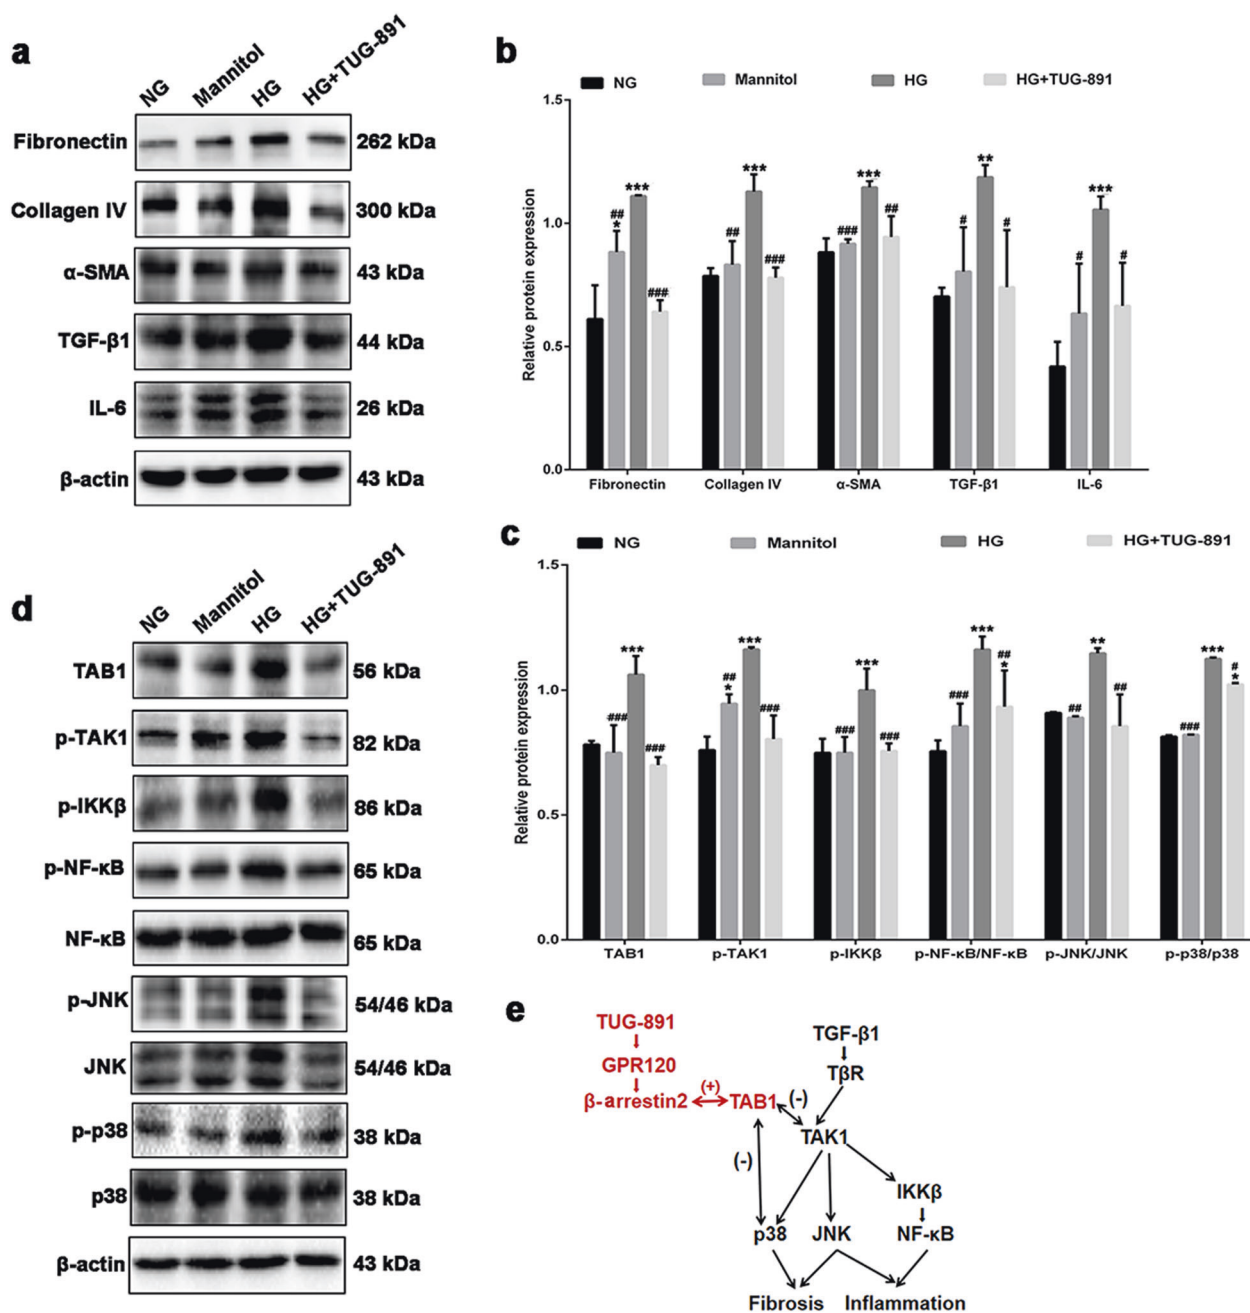 a
NG Mannitol HG HG+TUG-891
Fibronectin 262 kDa
Collagen IV 300 kDa
α-SMA 43 kDa
TGF-β1 44 kDa
IL-6 26 kDa
β-actin 43 kDa
b
NG Mannitol HG HG+TUG-891
Relative protein expression
1.5
1.0
0.5
0.0
## * *** ###
## *** ###
### *** ##
# ** #
# *** #
Fibronectin Collagen IV α-SMA TGF-β1 IL-6
c
NG Mannitol HG HG+TUG-891
Relative protein expression
1.5
1.0
0.5
0.0
### *** ###
## * *** ###
### *** ###
### *** ## *
## ** ##
### *** # *
TAB1 p-TAK1 p-IKKβ p-NF-κB/NF-κB p-JNK/JNK p-p38/p38
d
NG Mannitol HG HG+TUG-891
TAB1 56 kDa
p-TAK1 82 kDa
p-IKKβ 86 kDa
p-NF-κB 65 kDa
NF-κB 65 kDa
p-JNK 54/46 kDa
JNK 54/46 kDa
p-p38 38 kDa
p38 38 kDa
β-actin 43 kDa
e
TUG-891 TGF-β1
GPR120 TβR
β-arrestin2 (+) TAB1 (-)
TAK1
(-)
IKKβ
p38 JNK NF-κB
Fibrosis Inflammation